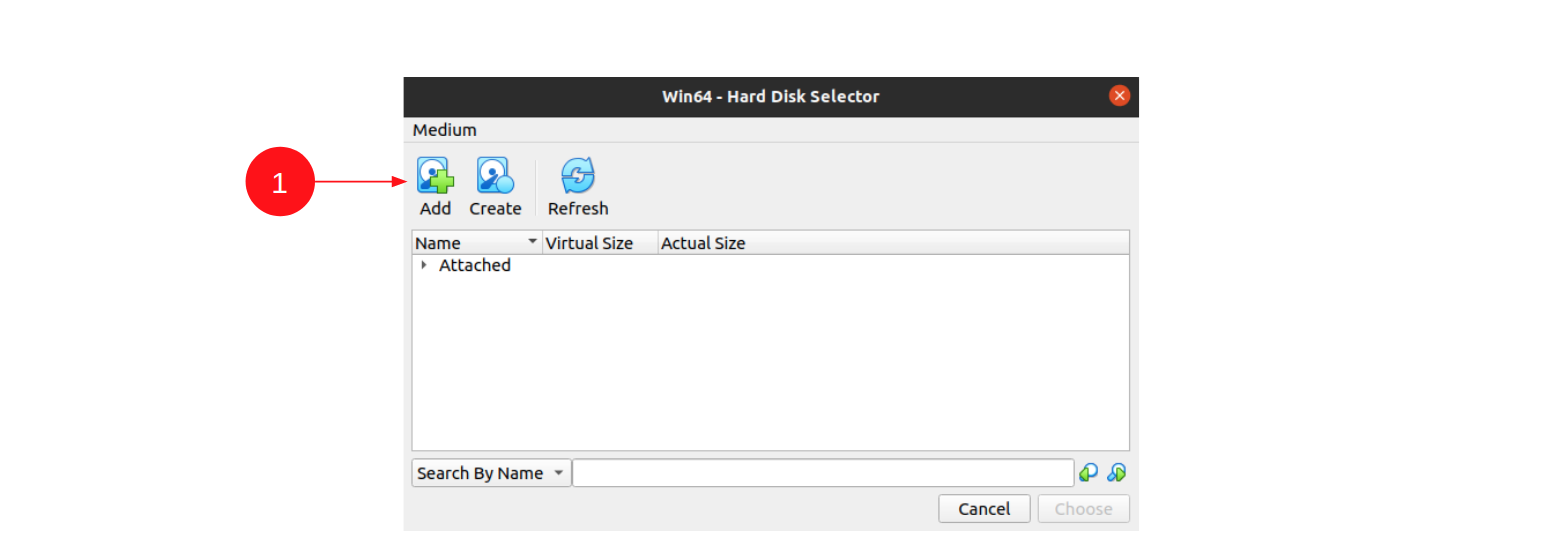 Win64 - Hard Disk Selector
Medium
1
Add Create Refresh
Name Virtual Size Actual Size
Attached
Search By Name
Cancel Choose